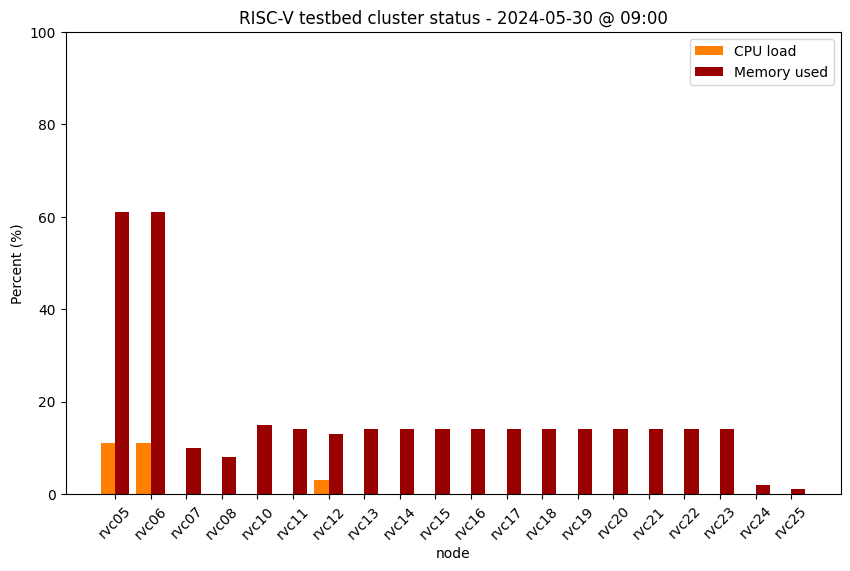 RISC-V testbed cluster status - 2024-05-30 @ 09:00
CPU load
Memory used
Percent (%)
100
80
60
40
20
0
rvc05
rvc06
rvc07
rvc08
rvc10
rvc11
rvc12
rvc13
rvc14
rvc15
rvc16
rvc17
rvc18
rvc19
rvc20
rvc21
rvc22
rvc23
rvc24
rvc25
node